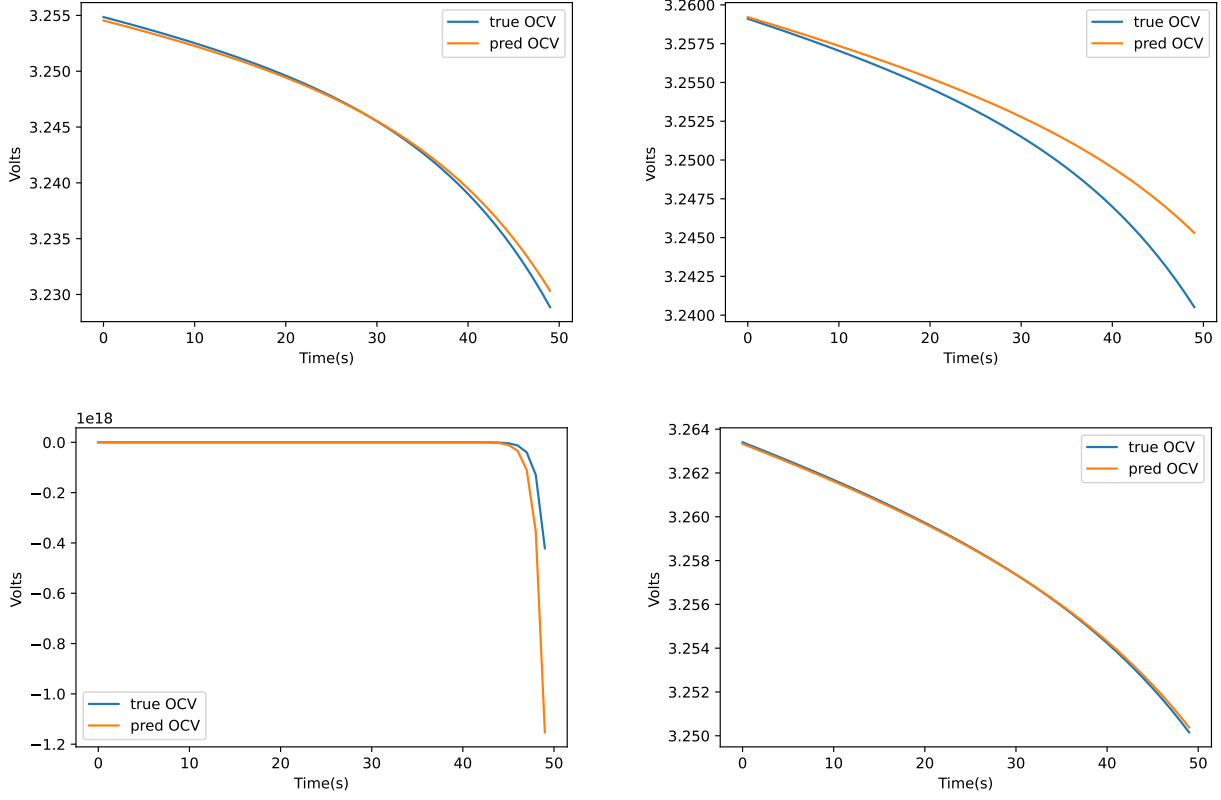 3.255
3.250
3.245
3.240
3.235
3.230
Volts
0 10 20 30 40 50
Time(s)
true OCV
pred OCV
3.2600
3.2575
3.2550
3.2525
3.2500
3.2475
3.2450
3.2425
3.2400
Volts
0 10 20 30 40 50
Time(s)
true OCV
pred OCV
1e18
0.0
−0.2
−0.4
−0.6
−0.8
−1.0
−1.2
Volts
0 10 20 30 40 50
Time(s)
true OCV
pred OCV
3.264
3.262
3.260
3.258
3.256
3.254
3.252
3.250
Volts
0 10 20 30 40 50
Time(s)
true OCV
pred OCV